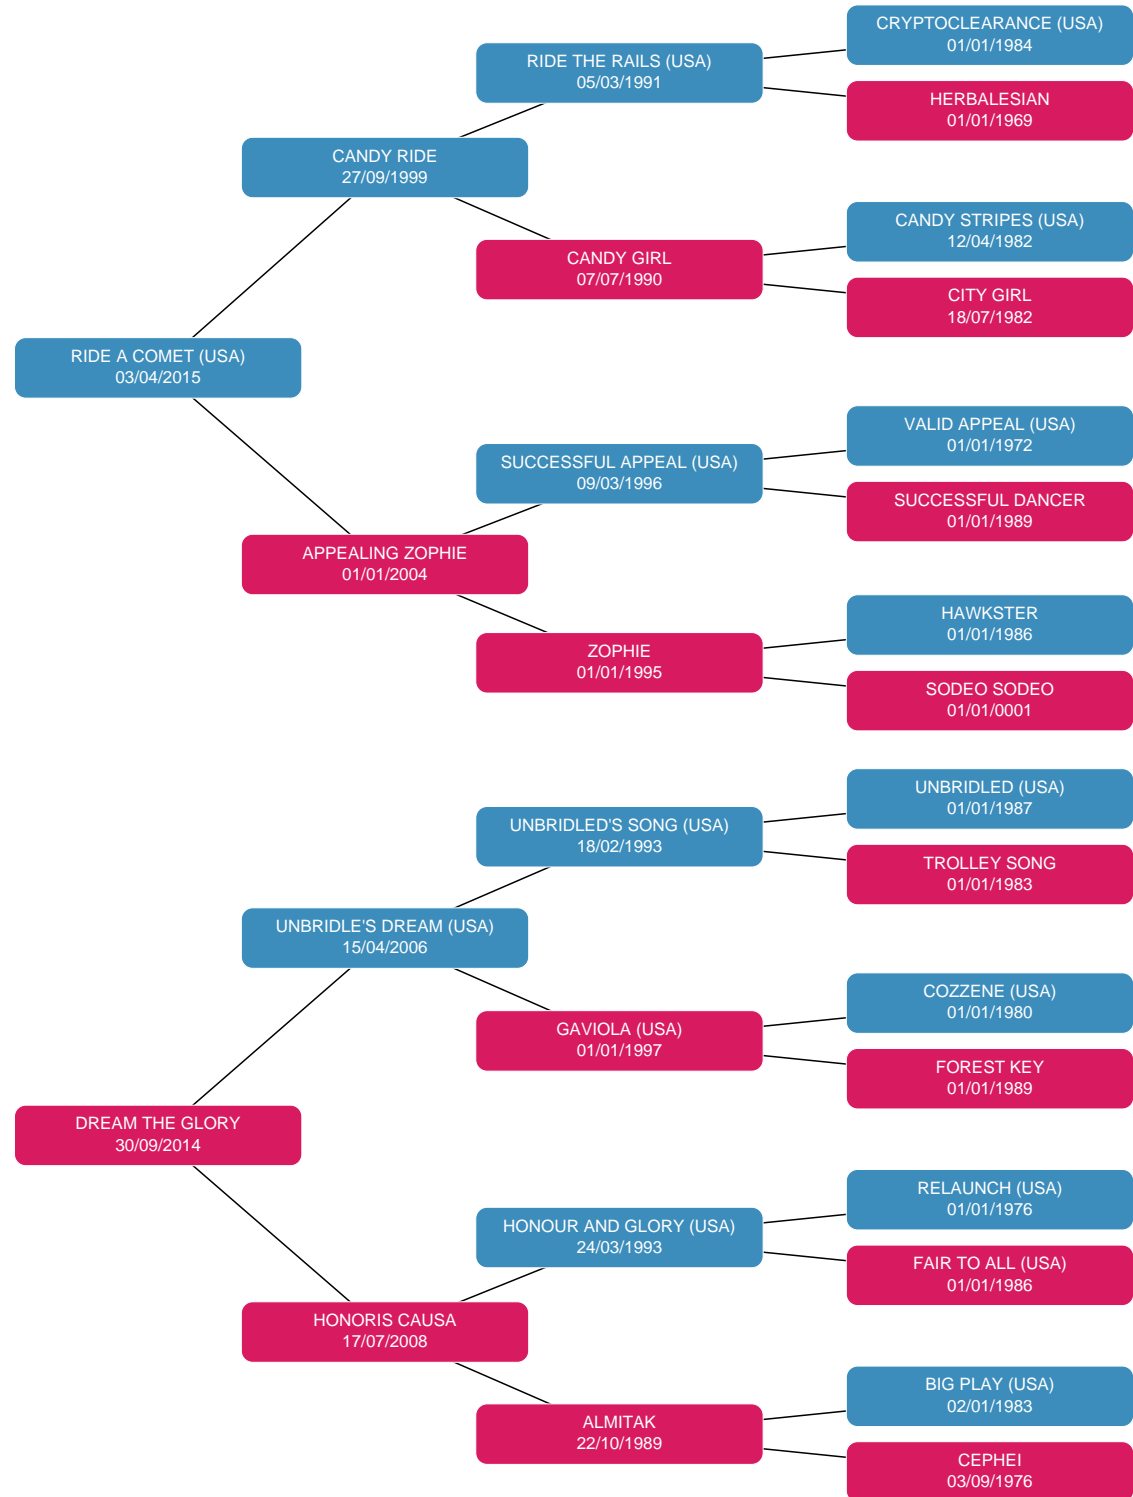 CRYPTOCLEARANCE (USA)
01/01/1984
RIDE THE RAILS (USA)
05/03/1991
HERBALESIAN
01/01/1969
CANDY RIDE
27/09/1999
CANDY STRIPES (USA)
12/04/1982
CANDY GIRL
07/07/1990
CITY GIRL
18/07/1982
RIDE A COMET (USA)
03/04/2015
VALID APPEAL (USA)
01/01/1972
SUCCESSFUL APPEAL (USA)
09/03/1996
SUCCESSFUL DANCER
01/01/1989
APPEALING ZOPHIE
01/01/2004
HAWKSTER
01/01/1986
ZOPHIE
01/01/1995
SODEO SODEO
01/01/0001
UNBRIDLED (USA)
01/01/1987
UNBRIDLED'S SONG (USA)
18/02/1993
TROLLEY SONG
01/01/1983
UNBRIDLE'S DREAM (USA)
15/04/2006
COZZENE (USA)
01/01/1980
GAVIOLA (USA)
01/01/1997
FOREST KEY
01/01/1989
DREAM THE GLORY
30/09/2014
RELAUNCH (USA)
01/01/1976
HONOUR AND GLORY (USA)
24/03/1993
FAIR TO ALL (USA)
01/01/1986
HONORIS CAUSA
17/07/2008
BIG PLAY (USA)
02/01/1983
ALMITAK
22/10/1989
CEPHEI
03/09/1976